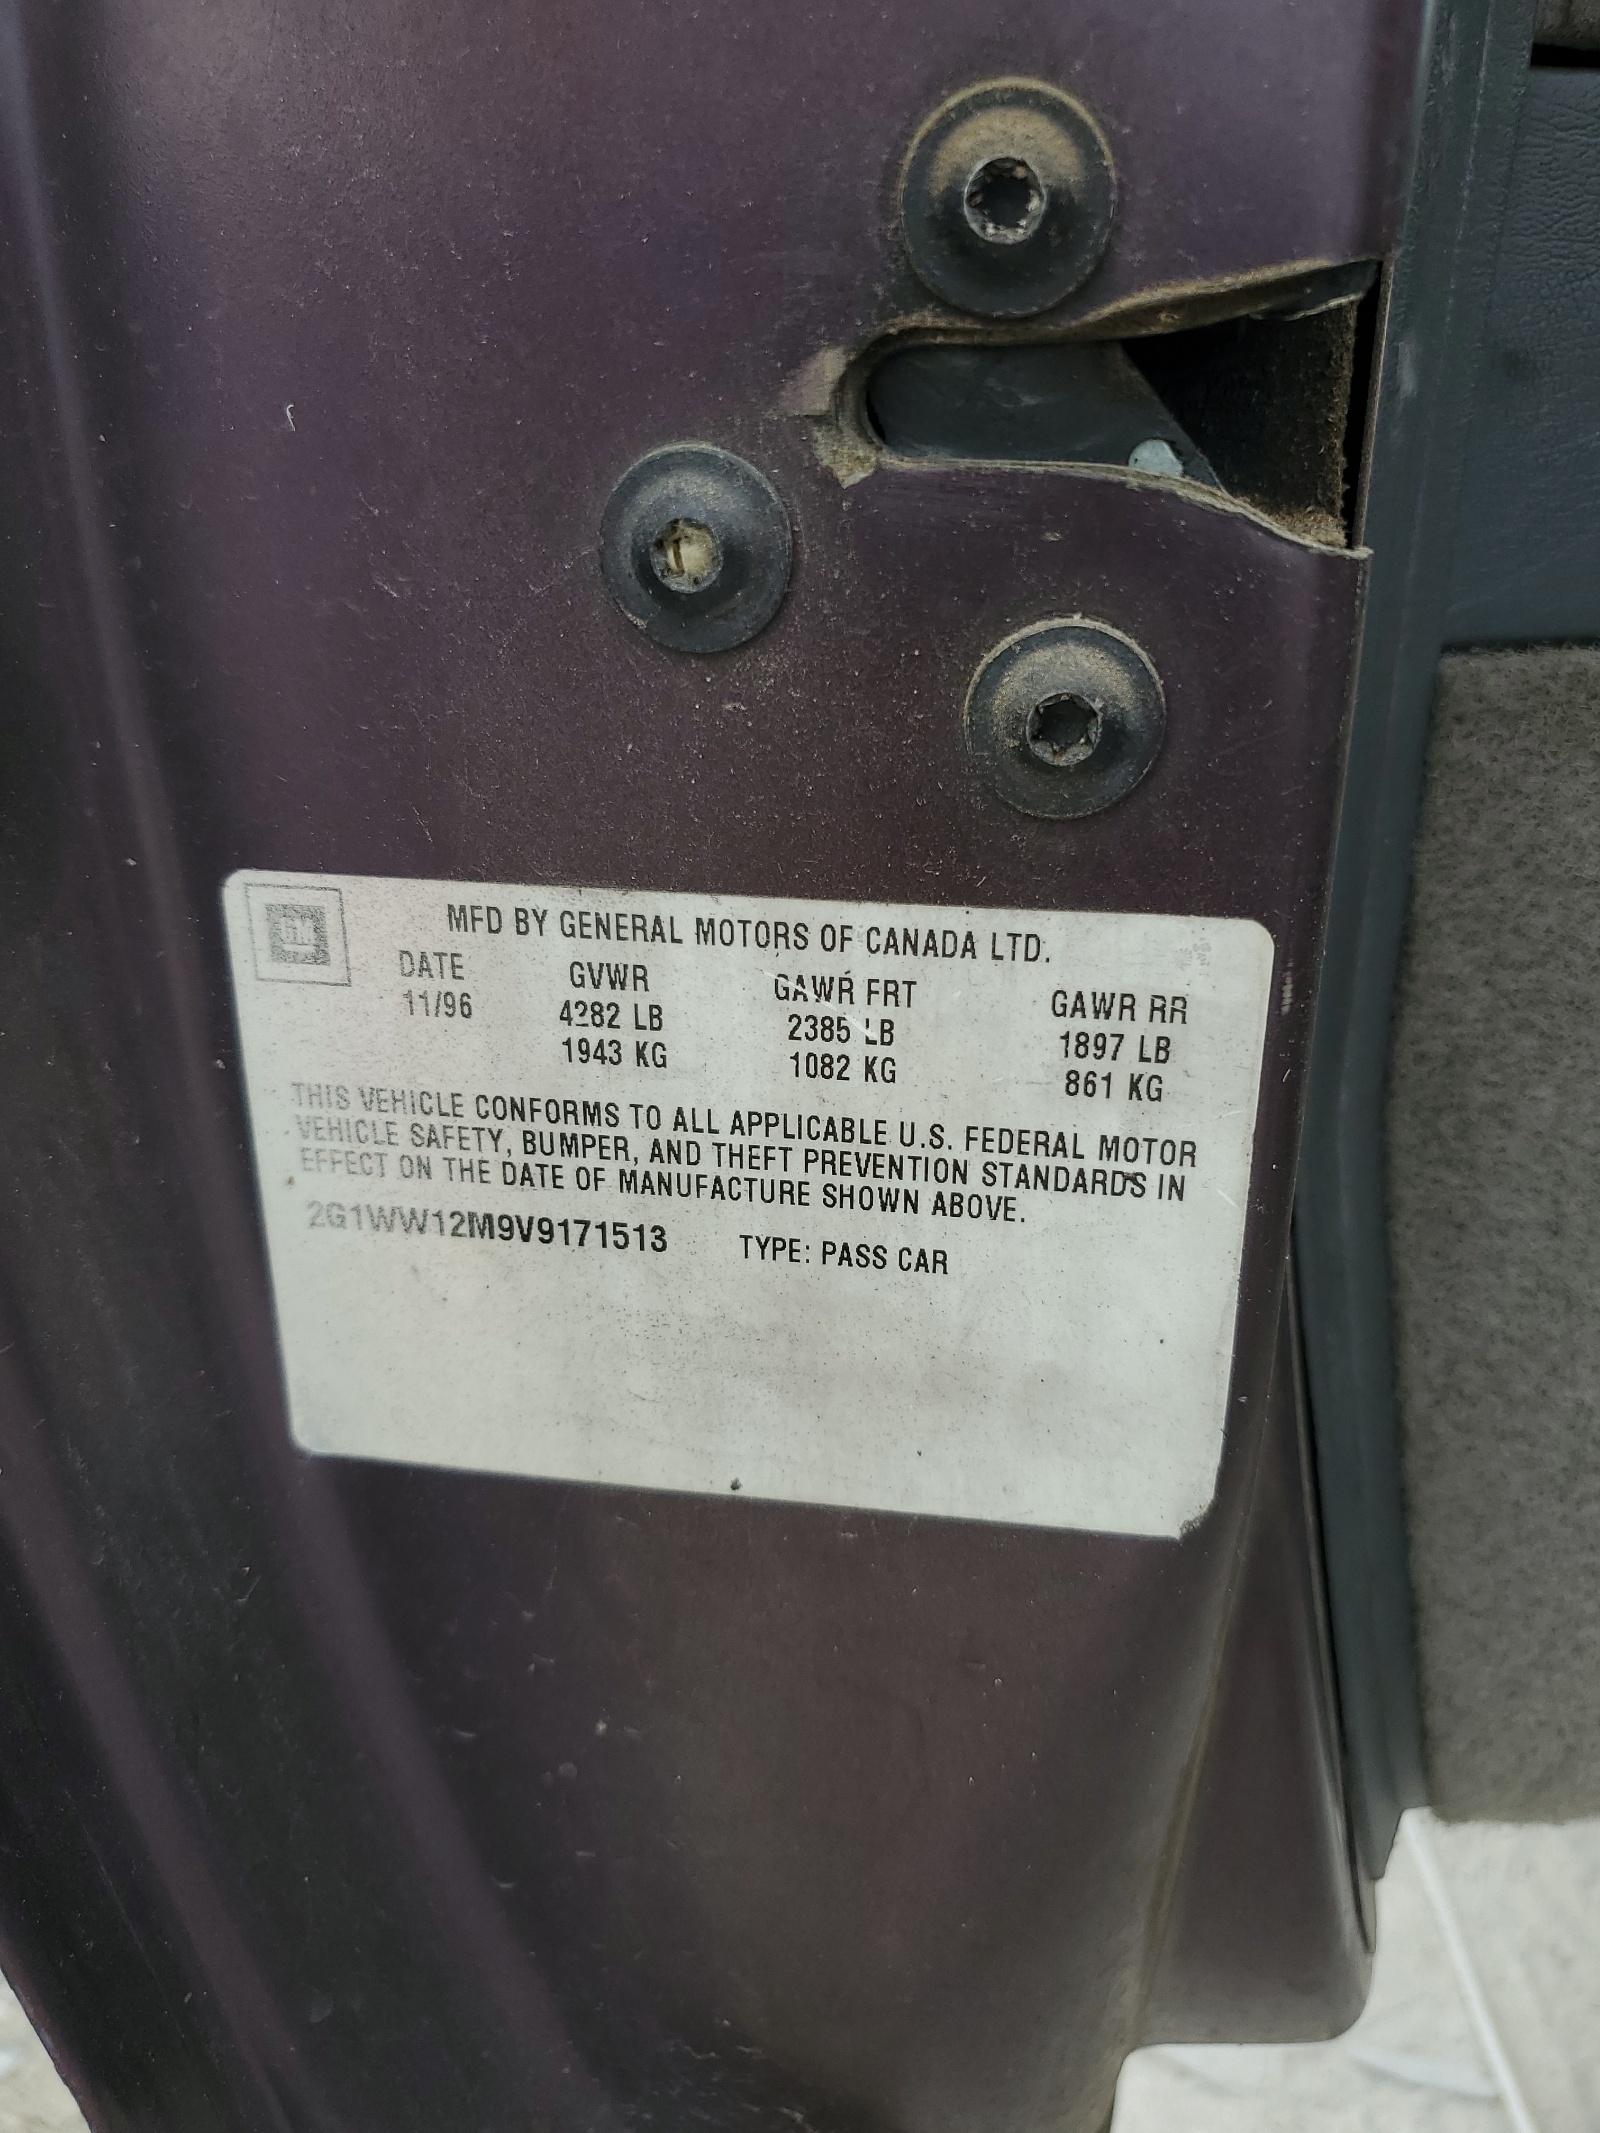 GM
MFD BY GENERAL MOTORS OF CANADA LTD.
DATE GVWR GAWR FRT GAWR RR
11/96 4282 LB 2385 LB 1897 LB
1943 KG 1082 KG 861 KG
THIS VEHICLE CONFORMS TO ALL APPLICABLE U.S. FEDERAL MOTOR
VEHICLE SAFETY, BUMPER, AND THEFT PREVENTION STANDARDS IN
EFFECT ON THE DATE OF MANUFACTURE SHOWN ABOVE.
2G1WW12M9V9171513 TYPE: PASS CAR